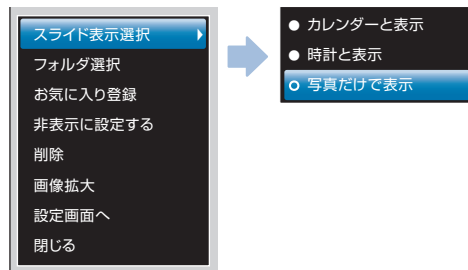 スライド表示選択
フォルダ選択
お気に入り登録
非表示に設定する
削除
画像拡大
設定画面へ
閉じる
カレンダーと表示
時計と表示
写真だけで表示